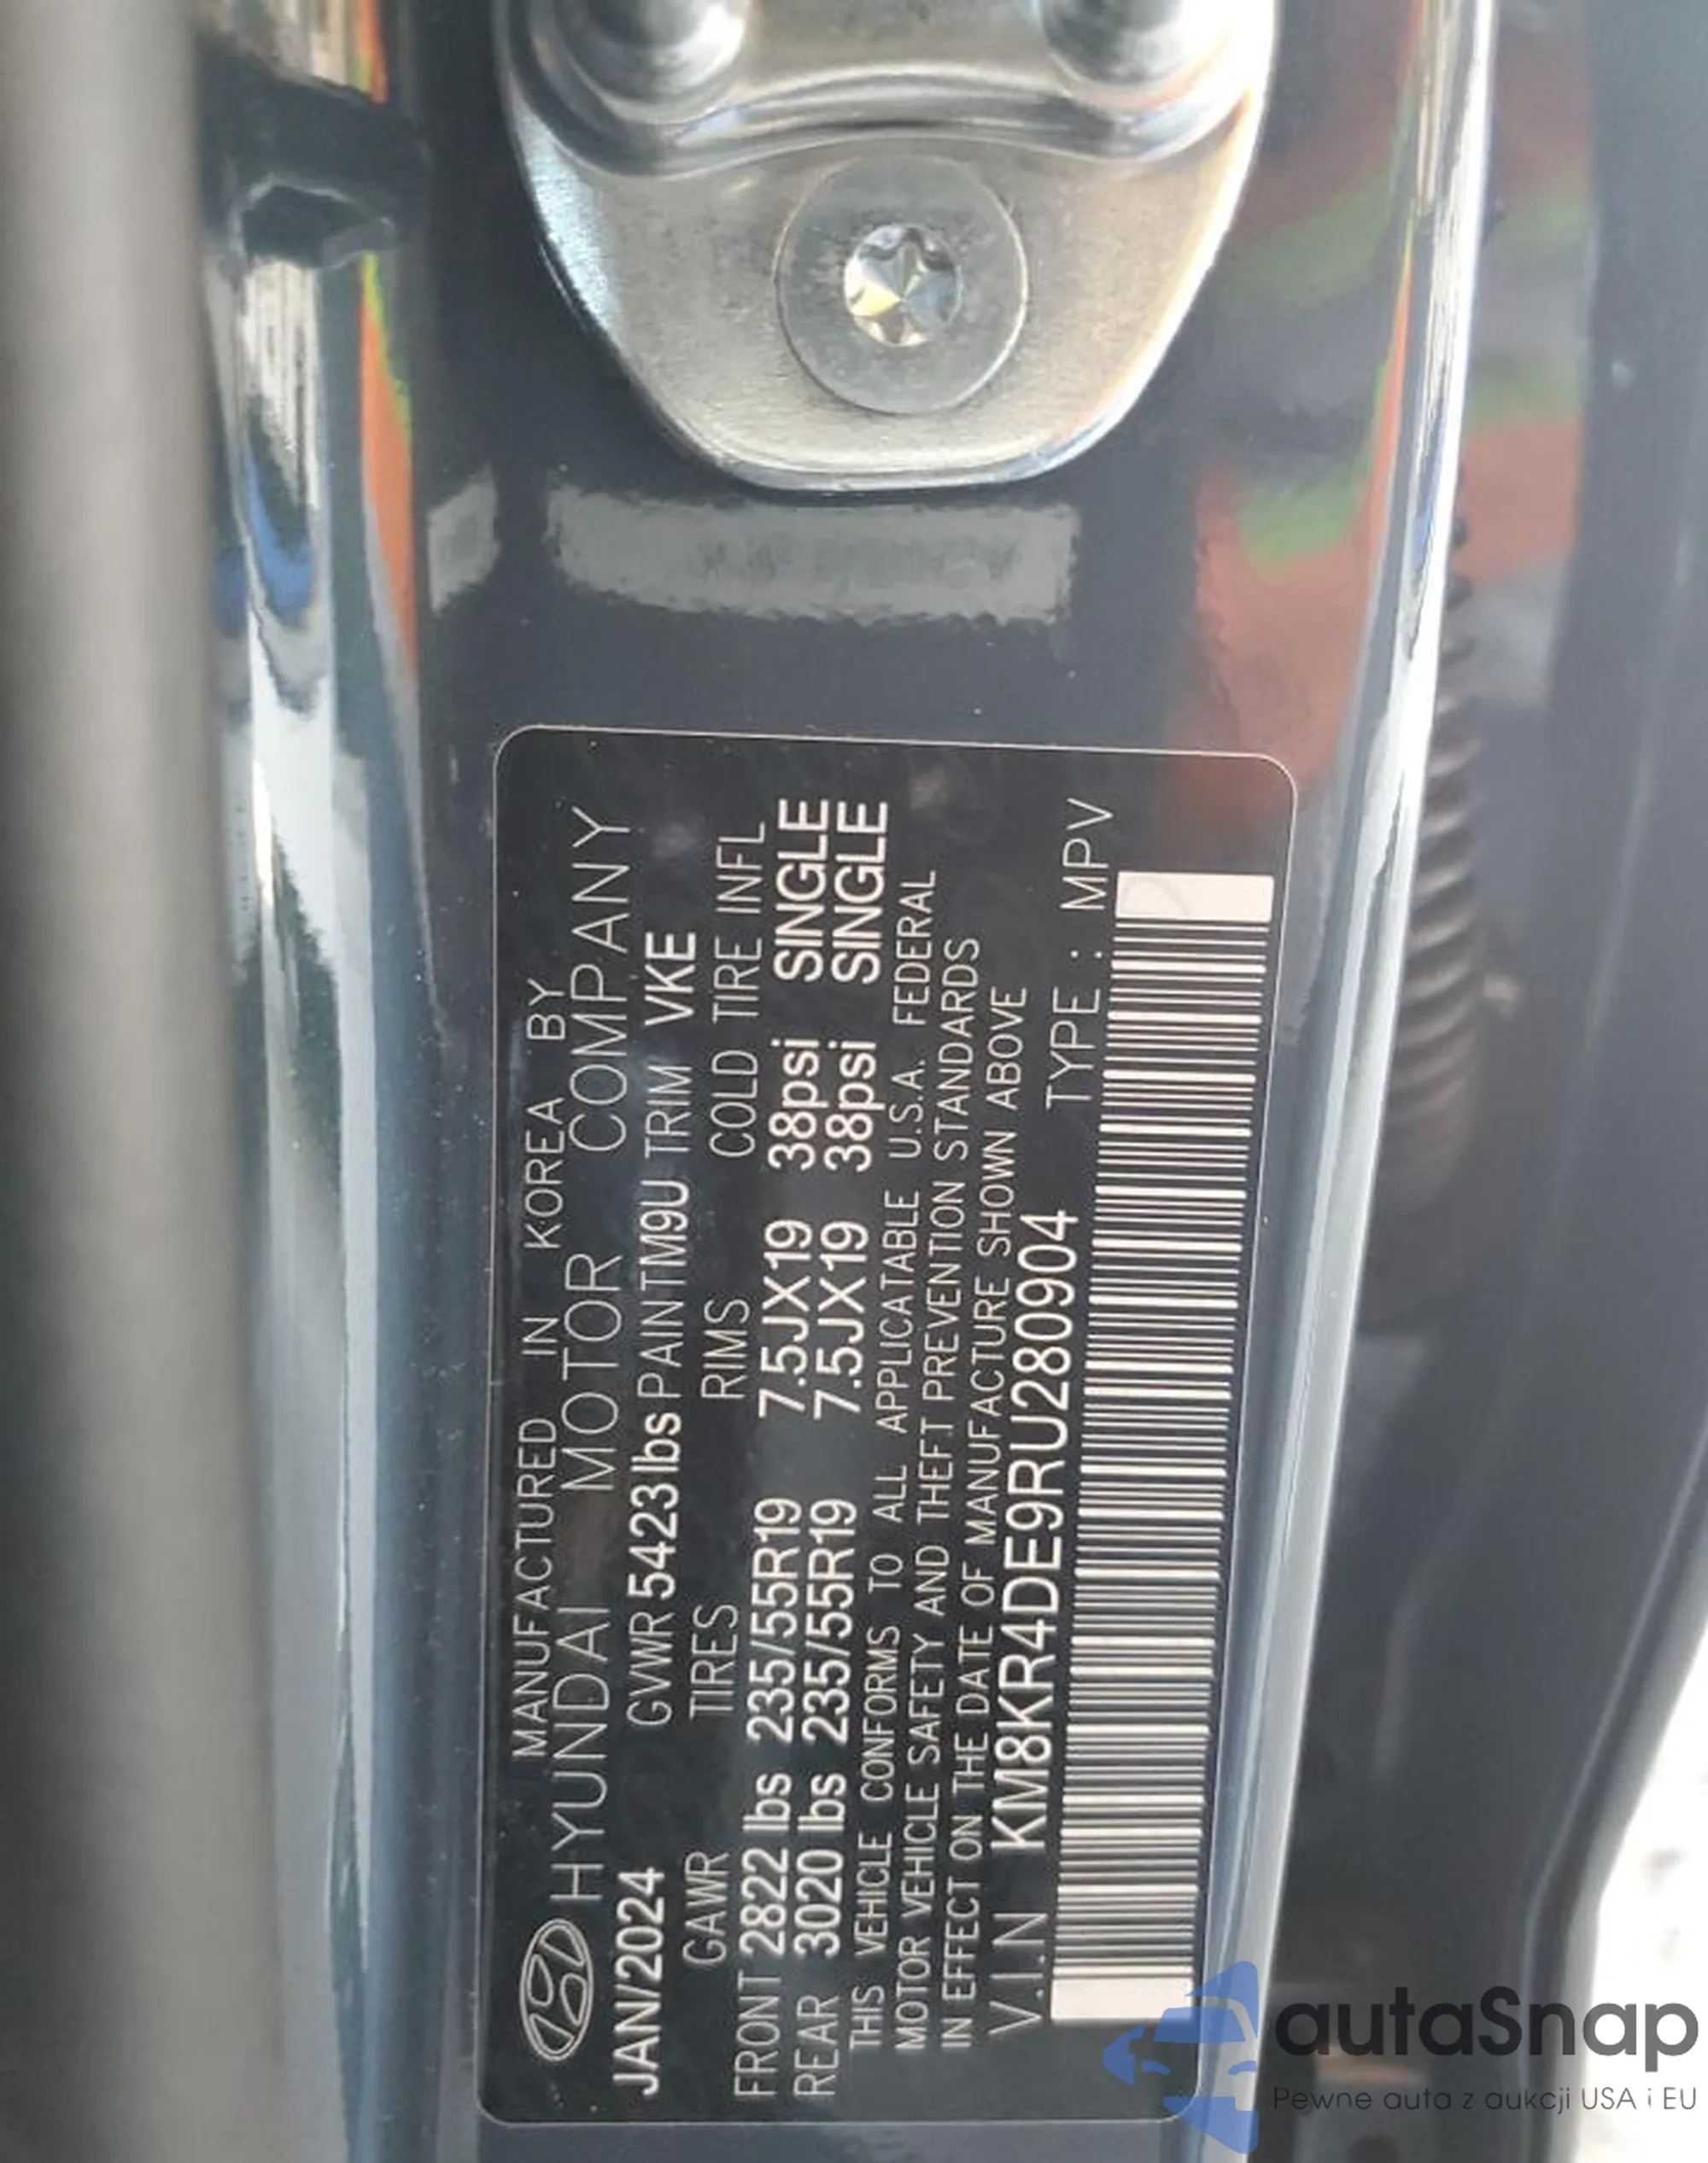 MANUFACTURED IN KOREA BY
HYUNDAI MOTOR COMPANY
JAN/2024 GVWR 5423 lbs PAINT M9U TRIM VKE
GAWR TIRES RIMS COLD TIRE INFL
FRONT 2822 lbs 235/55R19 7.5JX19 38psi SINGLE
REAR 3020 lbs 235/55R19 7.5JX19 38psi SINGLE
THIS VEHICLE CONFORMS TO ALL APPLICATABLE U.S.A. FEDERAL
MOTOR VEHICLE SAFETY AND THEFT PREVENTION STANDARDS
IN EFFECT ON THE DATE OF MANUFACTURE SHOWN ABOVE
V.I.N KM8KR4DE9RU280904 TYPE : MPV
autaSnap
Pewne auta z aukcji USA i EU